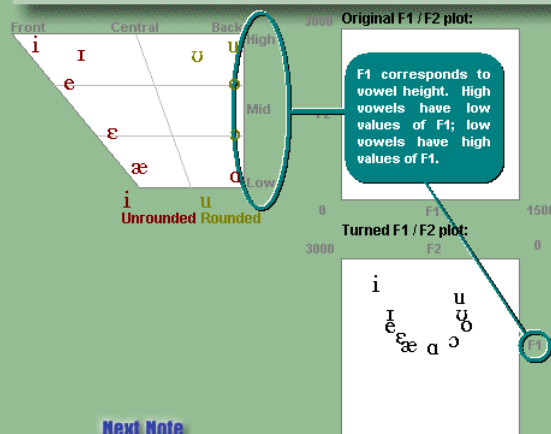 Front Central Back
i ɪ ʊ u High
e o
Mid
ɛ ɔ
æ ɑ Low
i u
Unrounded Rounded
3000 Original F1 / F2 plot:
F1 corresponds to
vowel height. High
vowels have low
values of F1; low
vowels have high
values of F1.
0 F1 1500
Turned F1 / F2 plot:
3000 F2 0
i u
ɪ ʊ
e o
ɛ æ ɑ ɔ
F1
Next Note